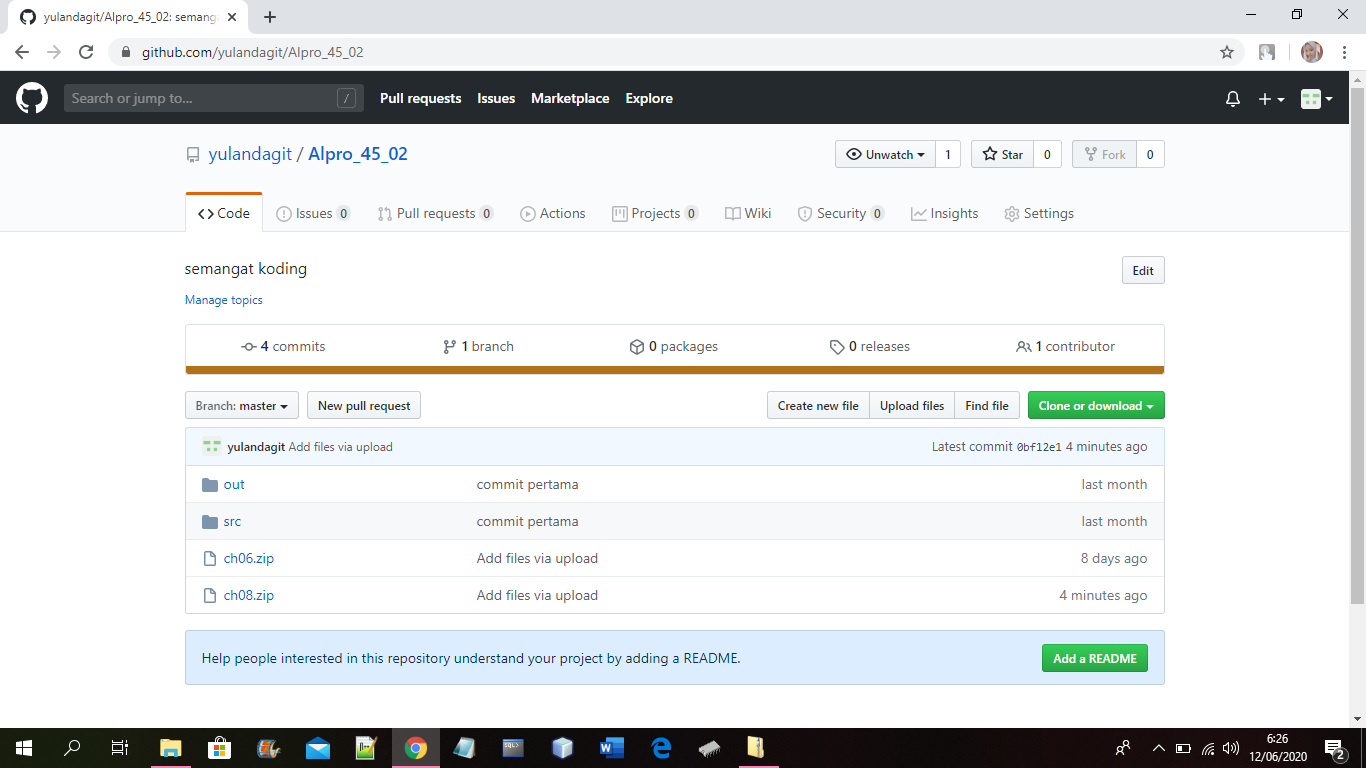 yulandagit/Alpro_45_02: semang
github.com/yulandagit/Alpro_45_02
Search or jump to... / Pull requests Issues Marketplace Explore
yulandagit / Alpro_45_02 Unwatch 1 Star 0 Fork 0
Code Issues 0 Pull requests 0 Actions Projects 0 Wiki Security 0 Insights Settings
semangat koding Edit
Manage topics
4 commits 1 branch 0 packages 0 releases 1 contributor
Branch: master New pull request Create new file Upload files Find file Clone or download
yulandagit Add files via upload Latest commit 0bf12e1 4 minutes ago
out commit pertama last month
src commit pertama last month
ch06.zip Add files via upload 8 days ago
ch08.zip Add files via upload 4 minutes ago
Help people interested in this repository understand your project by adding a README. Add a README
6:26
12/06/2020
2